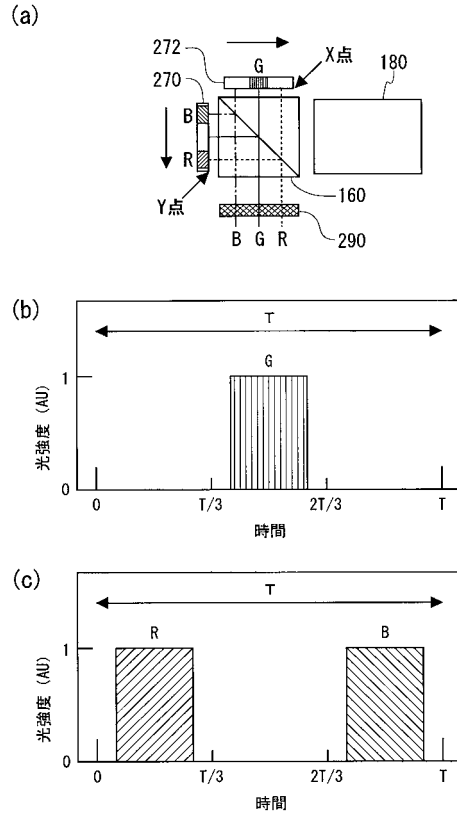 (a)
272
G
X点
180
270
B
R
Y点
160
B G R
290
(b)
T
G
1
光強度 (AU)
0
0 T/3 2T/3 T
時間
(c)
T
R B
1
光強度 (AU)
0
0 T/3 2T/3 T
時間